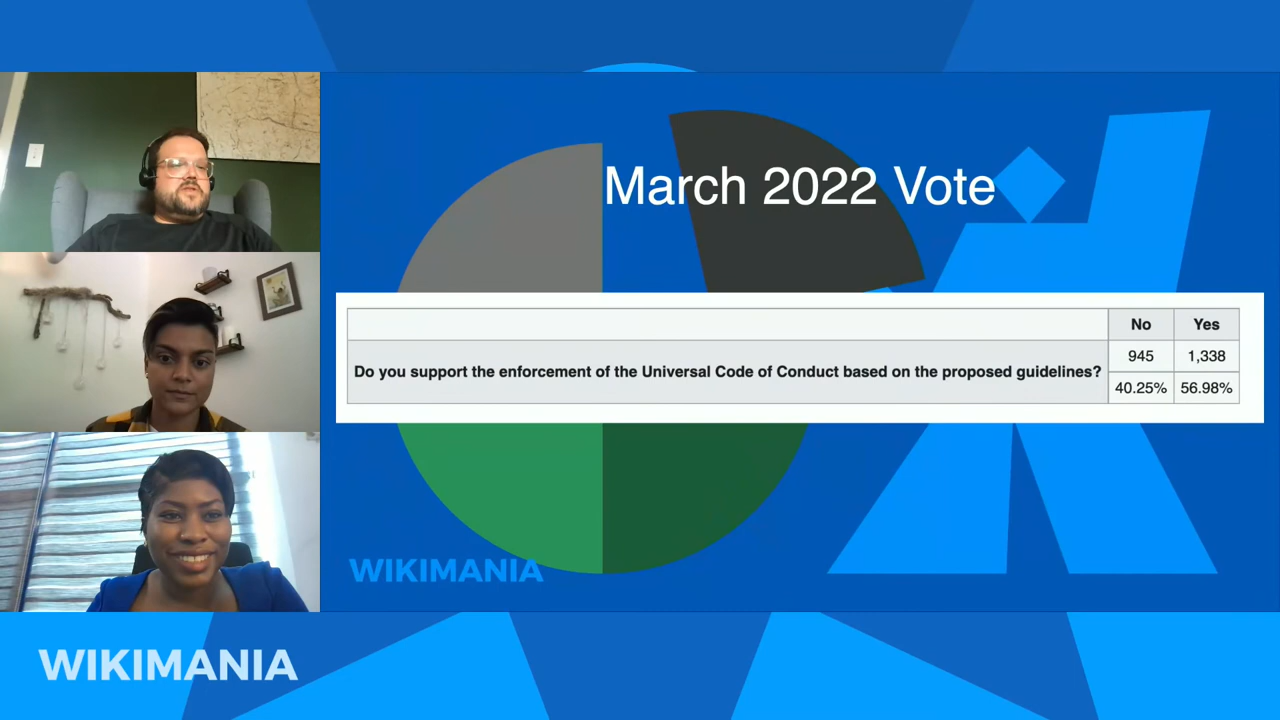 March 2022 Vote
No Yes
Do you support the enforcement of the Universal Code of Conduct based on the proposed guidelines? 945 1,338
40.25% 56.98%
WIKIMANIA
WIKIMANIA